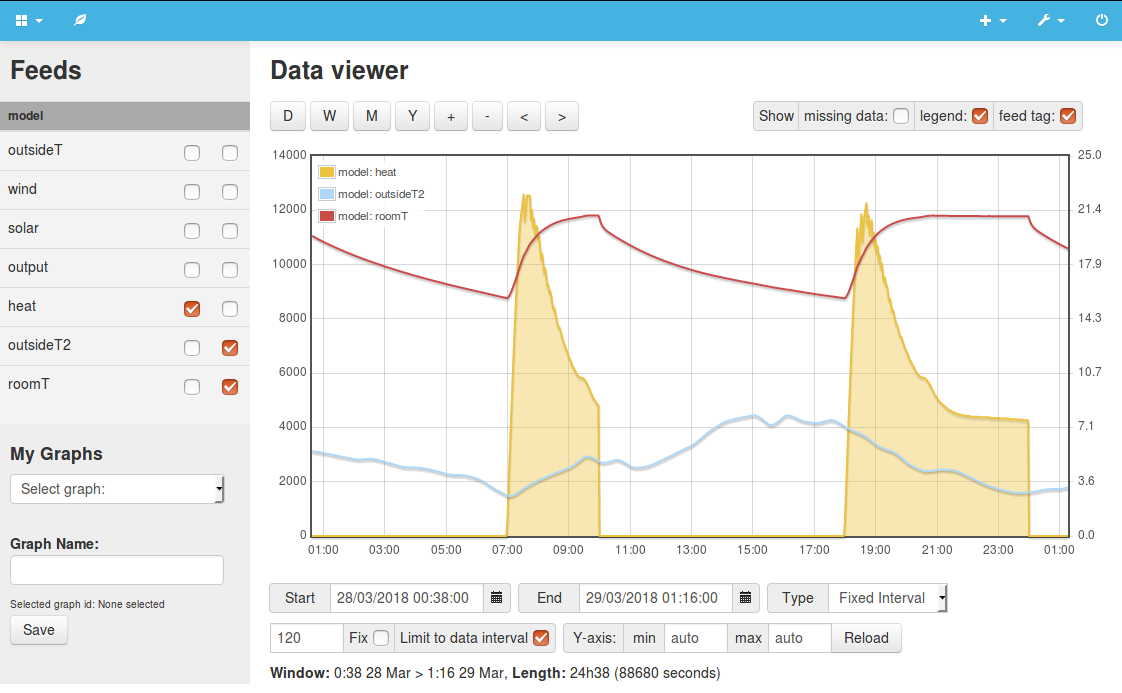 Feeds
model
outsideT
wind
solar
output
heat
outsideT2
roomT
My Graphs
Select graph:
Graph Name:
Selected graph id: None selected
Save
Data viewer
D W M Y + - < >
Show missing data: legend: feed tag:
14000
12000
10000
8000
6000
4000
2000
0
model: heat
model: outsideT2
model: roomT
25.0
21.4
17.9
14.3
10.7
7.1
3.6
0.0
01:00 03:00 05:00 07:00 09:00 11:00 13:00 15:00 17:00 19:00 21:00 23:00 01:00
Start 28/03/2018 00:38:00 End 29/03/2018 01:16:00 Type Fixed Interval
120 Fix Limit to data interval Y-axis: min auto max auto Reload
Window: 0:38 28 Mar > 1:16 29 Mar, Length: 24h38 (88680 seconds)